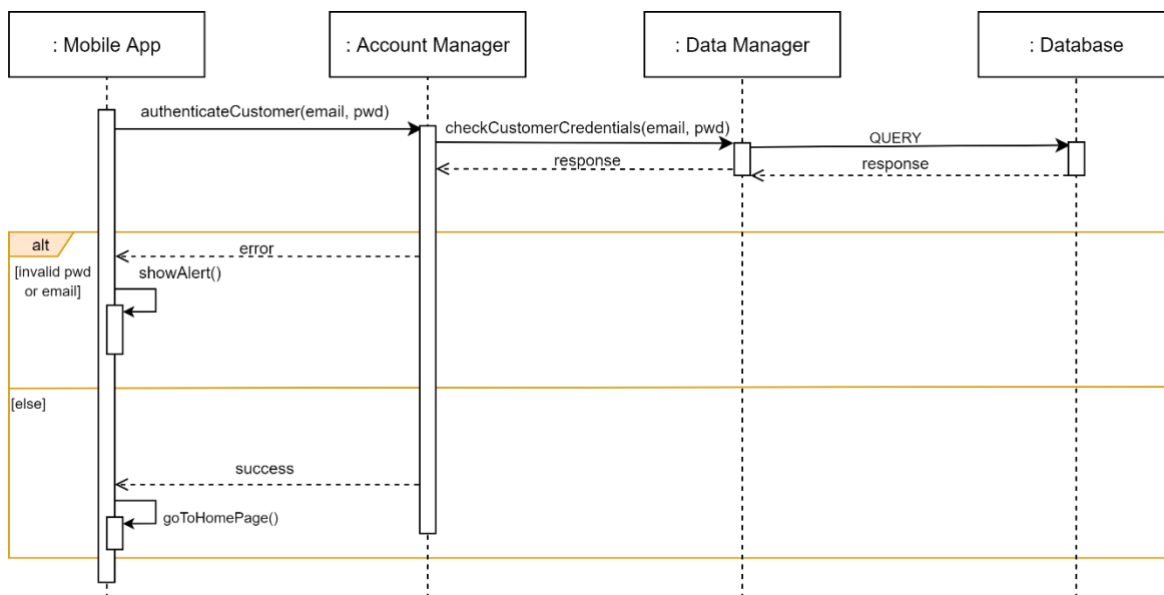 : Mobile App
: Account Manager
: Data Manager
: Database
authenticateCustomer(email, pwd)
checkCustomerCredentials(email, pwd)
QUERY
response
response
alt
error
[invalid pwd
or email]
showAlert()
[else]
success
goToHomePage()